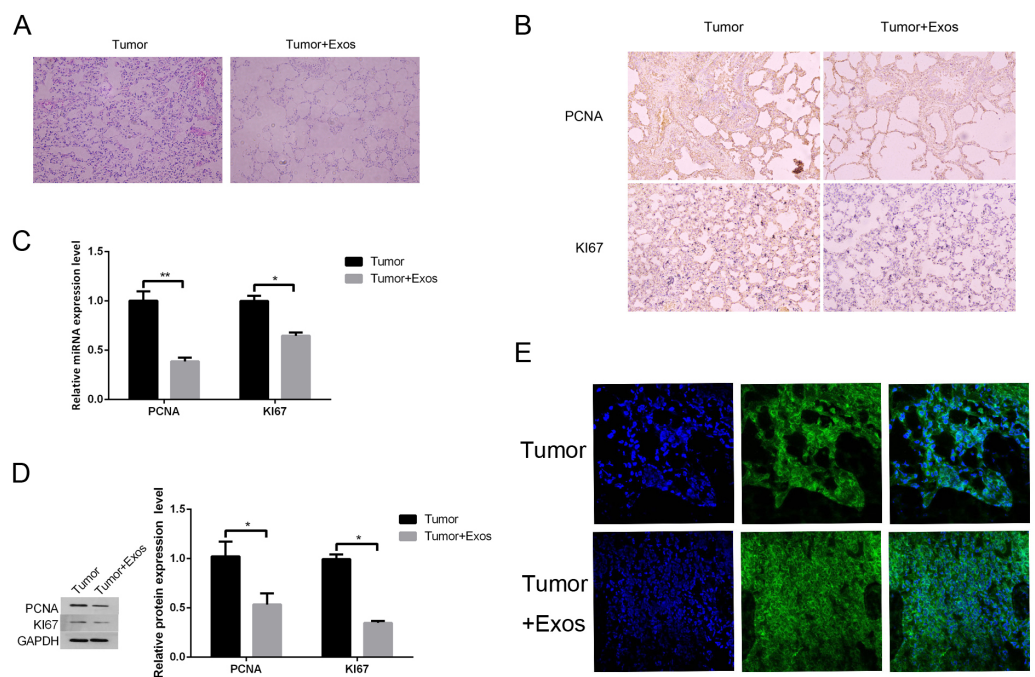 A
Tumor
Tumor+Exos
B
Tumor
Tumor+Exos
PCNA
KI67
C
Relative miRNA expression level
1.5
1.0
0.5
0.0
**
*
PCNA
KI67
Tumor
Tumor+Exos
D
Tumor
Tumor+Exos
PCNA
KI67
GAPDH
Relative protein expression level
1.5
1.0
0.5
0.0
*
*
PCNA
KI67
Tumor
Tumor+Exos
E
Tumor
Tumor
+Exos